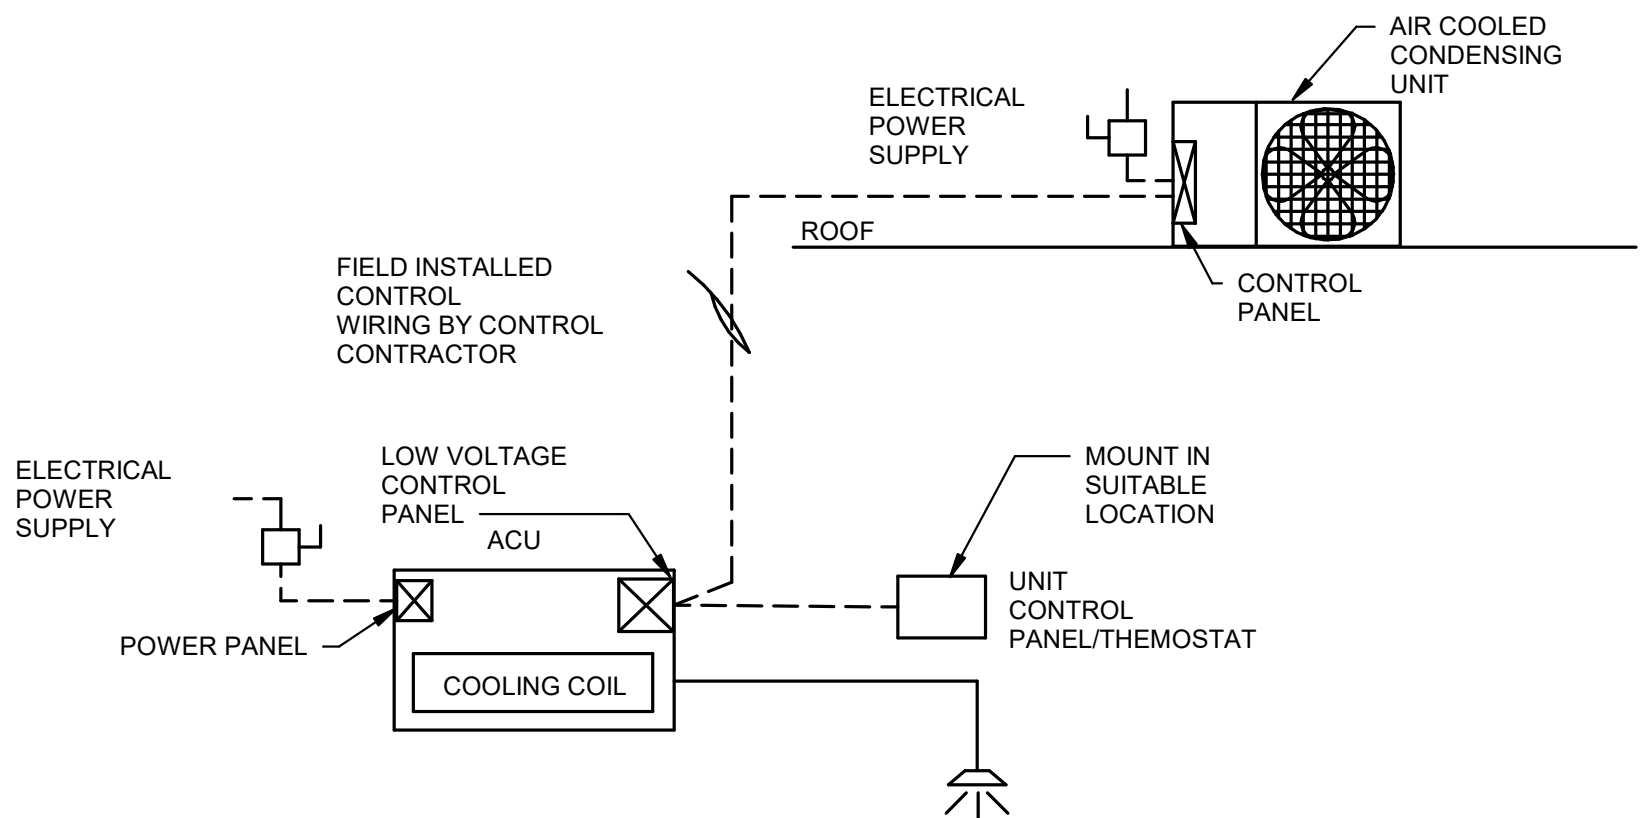 AIR COOLED
CONDENSING
UNIT
ELECTRICAL
POWER
SUPPLY
ROOF
CONTROL
PANEL
FIELD INSTALLED
CONTROL
WIRING BY CONTROL
CONTRACTOR
ELECTRICAL
POWER
SUPPLY
LOW VOLTAGE
CONTROL
PANEL
ACU
MOUNT IN
SUITABLE
LOCATION
UNIT
CONTROL
PANEL/THEMOSTAT
POWER PANEL
COOLING COIL